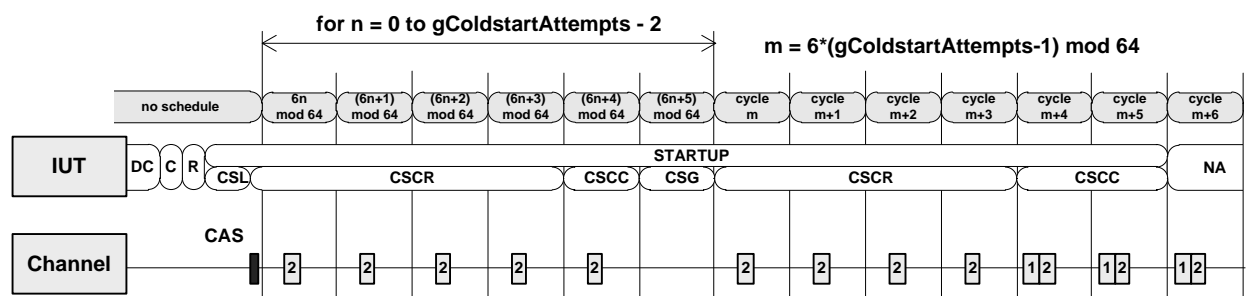 for n = 0 to gColdstartAttempts - 2
m = 6*(gColdstartAttempts-1) mod 64
no schedule
6n
mod 64
(6n+1)
mod 64
(6n+2)
mod 64
(6n+3)
mod 64
(6n+4)
mod 64
(6n+5)
mod 64
cycle
m
cycle
m+1
cycle
m+2
cycle
m+3
cycle
m+4
cycle
m+5
cycle
m+6
IUT
DC C R
STARTUP
CSL CSCR CSCC CSG CSCR CSCC
NA
CAS
Channel
2 2 2 2 2 2 2 2 2 1 2 1 2 1 2